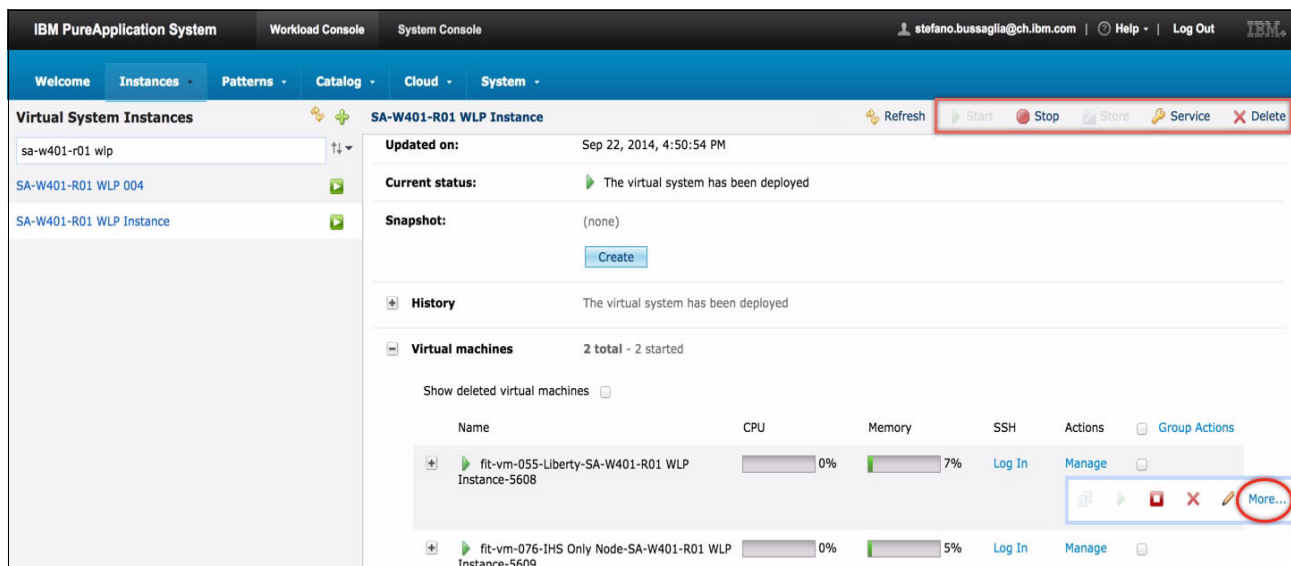 IBM PureApplication System Workload Console System Console stefano.bussaglia@ch.ibm.com | Help | Log Out IBM
Welcome Instances Patterns Catalog Cloud System
Virtual System Instances
sa-w401-r01 wlp
SA-W401-R01 WLP 004
SA-W401-R01 WLP Instance
SA-W401-R01 WLP Instance Refresh Start Stop Store Service Delete
Updated on: Sep 22, 2014, 4:50:54 PM
Current status: The virtual system has been deployed
Snapshot: (none)
Create
History The virtual system has been deployed
Virtual machines 2 total - 2 started
Show deleted virtual machines
Name CPU Memory SSH Actions Group Actions
fit-vm-055-Liberty-SA-W401-R01 WLP 0% 7% Log In Manage
Instance-5608
More...
fit-vm-076-IHS Only Node-SA-W401-R01 WLP 0% 5% Log In Manage
Instance-5609